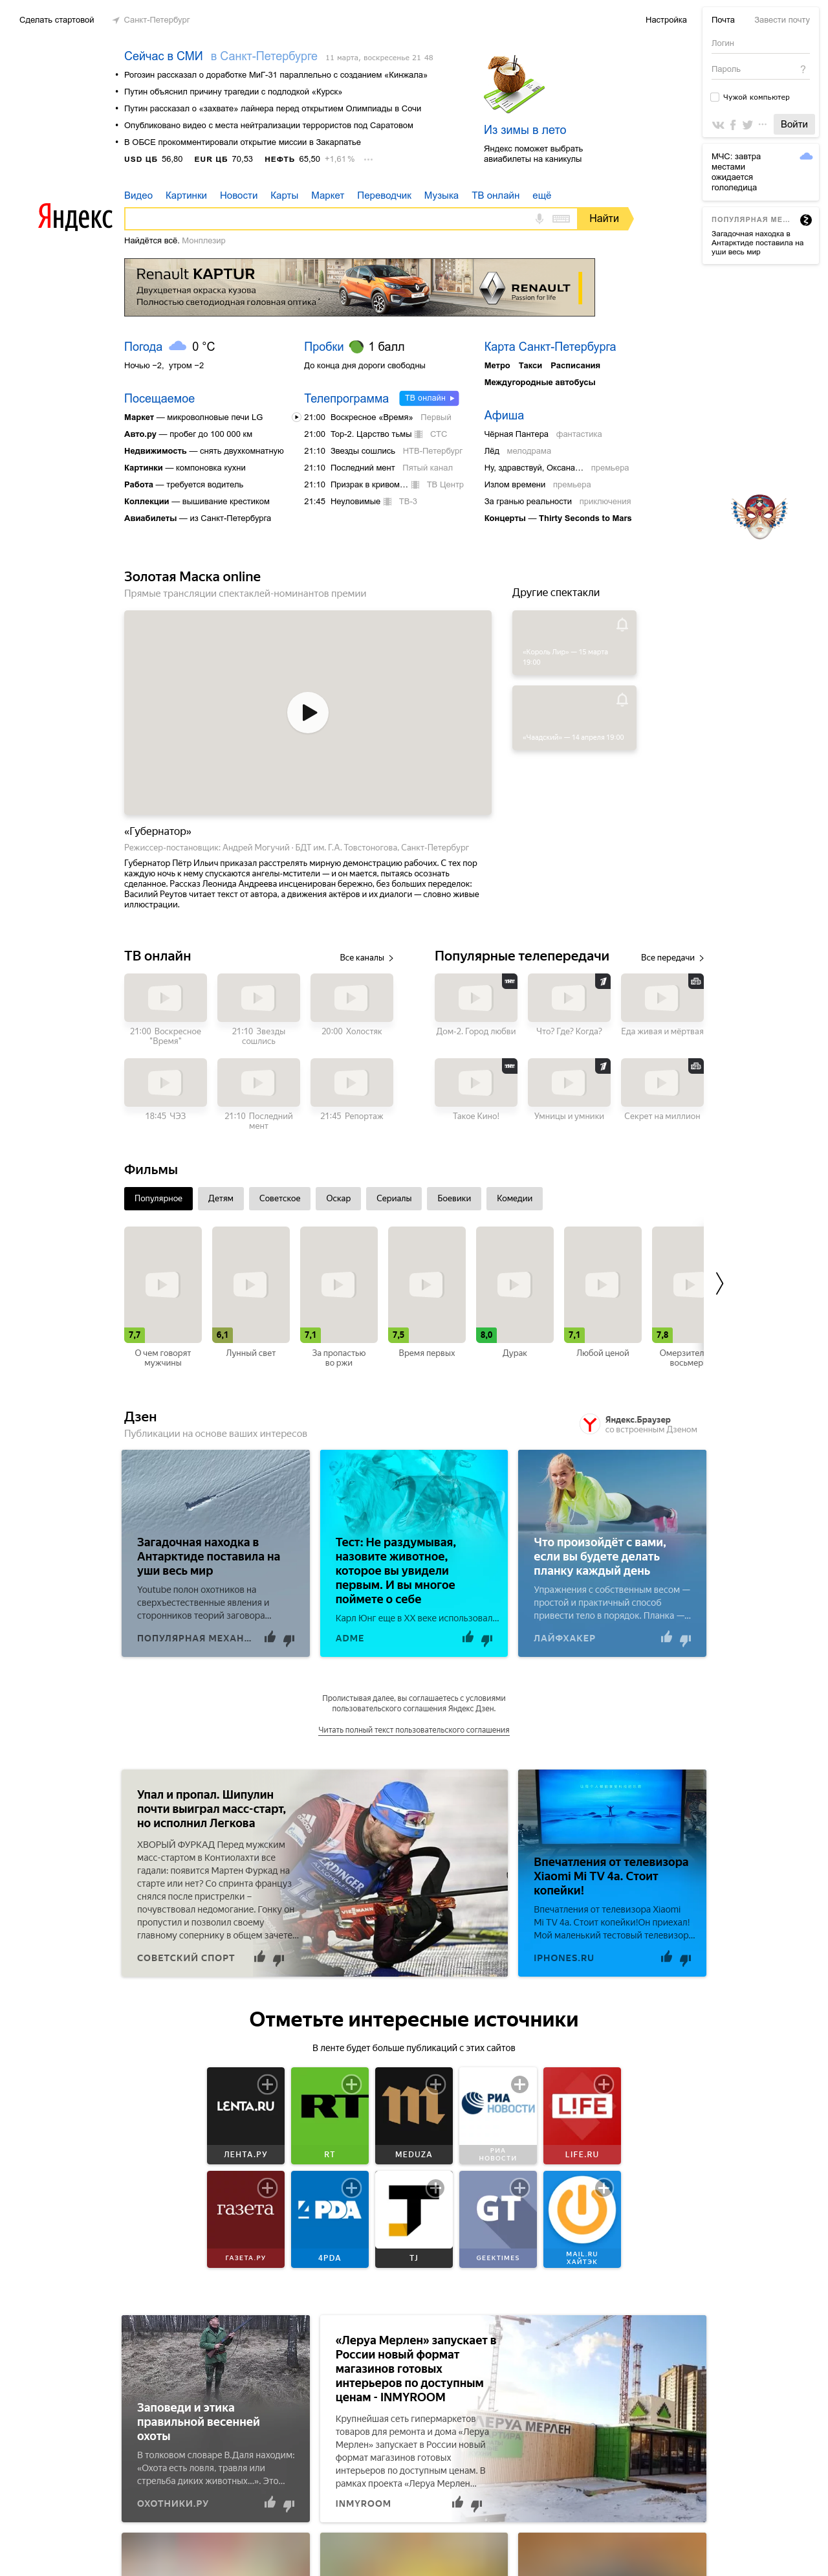 Сделать стартовой
Санкт-Петербург
Настройка
Почта
Завести почту
Логин
Пароль
?
Чужой компьютер
Войти
МЧС: завтра
местами
ожидается
гололедица
ПОПУЛЯРНАЯ МЕ...
Загадочная находка в
Антарктиде поставила на
уши весь мир
Сейчас в СМИ в Санкт-Петербурге 11 марта, воскресенье 21 48
Рогозин рассказал о доработке МиГ-31 параллельно с созданием «Кинжала»
Путин объяснил причину трагедии с подлодкой «Курск»
Путин рассказал о «захвате» лайнера перед открытием Олимпиады в Сочи
Опубликовано видео с места нейтрализации террористов под Саратовом
В ОБСЕ прокомментировали открытие миссии в Закарпатье
USD ЦБ 56,80 EUR ЦБ 70,53 НЕФТЬ 65,50 +1,61% ···
Из зимы в лето
Яндекс поможет выбрать
авиабилеты на каникулы
Видео Картинки Новости Карты Маркет Переводчик Музыка ТВ онлайн ещё
Яндекс
Найти
Найдётся всё. Монплезир
Renault KAPTUR
Двухцветная окраска кузова
Полностью светодиодная головная оптика*
RENAULT
Passion for life
Погода 0 °C
Ночью −2, утром −2
Пробки 1 балл
До конца дня дороги свободны
Карта Санкт-Петербурга
Метро Такси Расписания
Междугородные автобусы
Посещаемое
Маркет — микроволновые печи LG
Авто.ру — пробег до 100 000 км
Недвижимость — снять двухкомнатную
Картинки — компоновка кухни
Работа — требуется водитель
Коллекции — вышивание крестиком
Авиабилеты — из Санкт-Петербурга
Телепрограмма ТВ онлайн
21:00 Воскресное «Время» Первый
21:00 Тор-2. Царство тьмы СТС
21:10 Звезды сошлись НТВ-Петербург
21:10 Последний мент Пятый канал
21:10 Призрак в кривом... ТВ Центр
21:45 Неуловимые ТВ-3
Афиша
Чёрная Пантера фантастика
Лёд мелодрама
Ну, здравствуй, Оксана... премьера
Излом времени премьера
За гранью реальности приключения
Концерты — Thirty Seconds to Mars
Золотая Маска online
Прямые трансляции спектаклей-номинантов премии
Другие спектакли
«Король Лир» — 15 марта
19:00
«Чаадский» — 14 апреля 19:00
«Губернатор»
Режиссер-постановщик: Андрей Могучий · БДТ им. Г.А. Товстоногова, Санкт-Петербург
Губернатор Пётр Ильич приказал расстрелять мирную демонстрацию рабочих. С тех пор
каждую ночь к нему спускаются ангелы-мстители — и он мается, пытаясь осознать
сделанное. Рассказ Леонида Андреева инсценирован бережно, без больших переделок:
Василий Реутов читает текст от автора, а движения актёров и их диалоги — словно живые
иллюстрации.
ТВ онлайн
Все каналы
21:00 Воскресное
"Время"
21:10 Звезды
сошлись
20:00 Холостяк
18:45 ЧЭЗ
21:10 Последний
мент
21:45 Репортаж
Популярные телепередачи
Все передачи
Дом-2. Город любви
Что? Где? Когда?
Еда живая и мёртвая
Такое Кино!
Умницы и умники
Секрет на миллион
Фильмы
Популярное Детям Советское Оскар Сериалы Боевики Комедии
7,7 6,1 7,1 7,5 8,0 7,1 7,8
О чем говорят
мужчины
Лунный свет
За пропастью
во ржи
Время первых
Дурак
Любой ценой
Омерзител
восьмер
Дзен
Публикации на основе ваших интересов
Яндекс.Браузер
со встроенным Дзеном
Загадочная находка в
Антарктиде поставила на
уши весь мир
Youtube полон охотников на
сверхъестественные явления и
сторонников теорий заговора...
ПОПУЛЯРНАЯ МЕХАН...
Тест: Не раздумывая,
назовите животное,
которое вы увидели
первым. И вы многое
поймете о себе
Карл Юнг еще в XX веке использовал...
ADME
Что произойдёт с вами,
если вы будете делать
планку каждый день
Упражнения с собственным весом —
простой и практичный способ
привести тело в порядок. Планка —...
ЛАЙФХАКЕР
Пролистывая далее, вы соглашаетесь с условиями
пользовательского соглашения Яндекс Дзен.
Читать полный текст пользовательского соглашения
Упал и пропал. Шипулин
почти выиграл масс-старт,
но исполнил Легкова
ХВОРЫЙ ФУРКАД Перед мужским
масс-стартом в Контиолахти все
гадали: появится Мартен Фуркад на
старте или нет? Со спринта француз
снялся после пристрелки –
почувствовал недомогание. Гонку он
пропустил и позволил своему
главному сопернику в общем зачете...
СОВЕТСКИЙ СПОРТ
ERDINGER
VIESSMANN
Впечатления от телевизора
Xiaomi Mi TV 4a. Стоит
копейки!
Впечатления от телевизора Xiaomi
Mi TV 4a. Стоит копейки!Он приехал!
Мой маленький тестовый телевизор...
IPHONES.RU
Отметьте интересные источники
В ленте будет больше публикаций с этих сайтов
LENTA.RU
ЛЕНТА.РУ
RT
RT
m
MEDUZA
РИА
НОВОСТИ
РИА
НОВОСТИ
L!FE
LIFE.RU
газета
ГАЗЕТА.РУ
4PDA
4PDA
TJ
GT
GEEKTIMES
MAIL.RU
ХАЙТЭК
Заповеди и этика
правильной весенней
охоты
В толковом словаре В.Даля находим:
«Охота есть ловля, травля или
стрельба диких животных...». Это...
ОХОТНИКИ.РУ
«Леруа Мерлен» запускает в
России новый формат
магазинов готовых
интерьеров по доступным
ценам - INMYROOM
Крупнейшая сеть гипермаркетов
товаров для ремонта и дома «Леруа
Мерлен» запускает в России новый
формат магазинов готовых
интерьеров по доступным ценам. В
рамках проекта «Леруа Мерлен...
INMYROOM
ЛЕРУА МЕРЛЕН